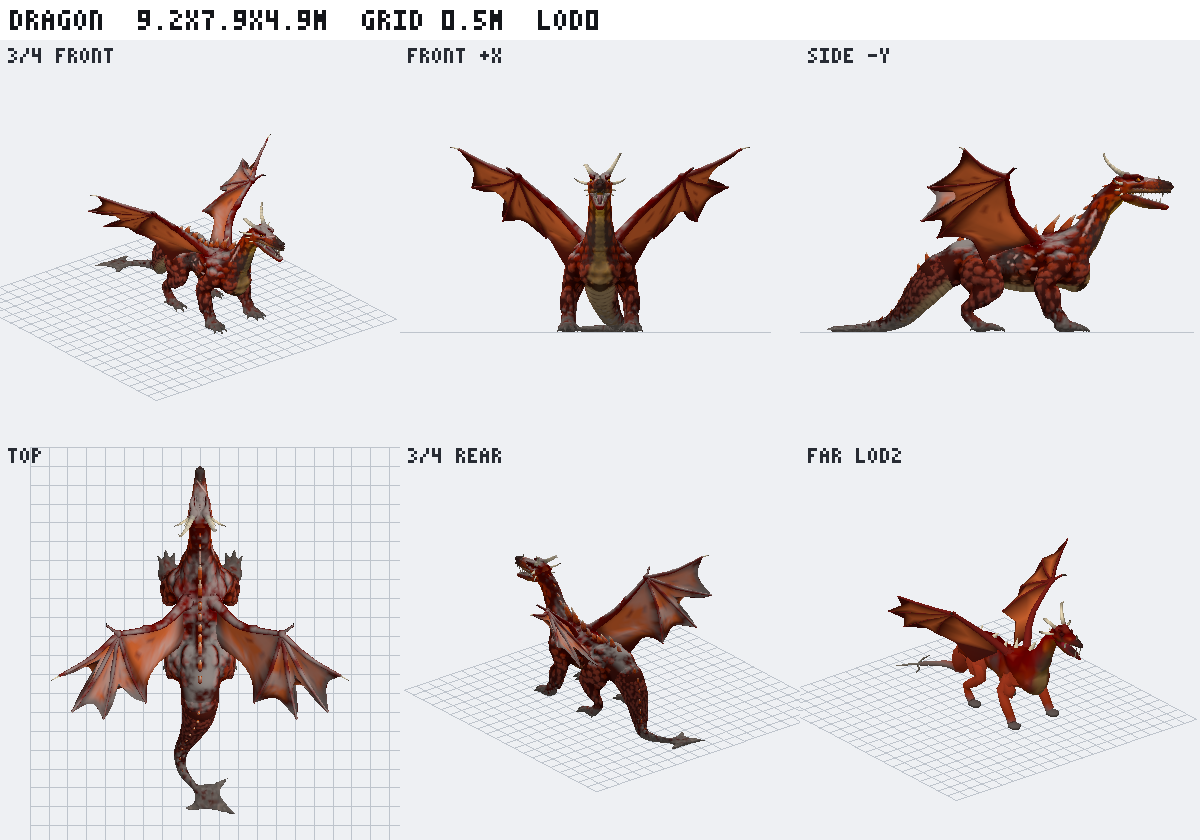 DRAGON 9.2X7.9X4.9M GRID 0.5M LOD0
3/4 FRONT
FRONT +X
SIDE -Y
TOP
3/4 REAR
FAR LOD2